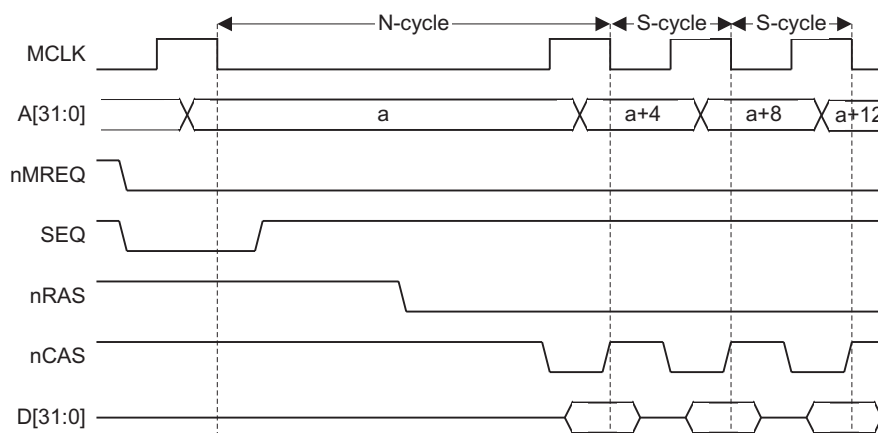 N-cycle S-cycle S-cycle
MCLK
A[31:0] a a+4 a+8 a+12
nMREQ
SEQ
nRAS
nCAS
D[31:0]